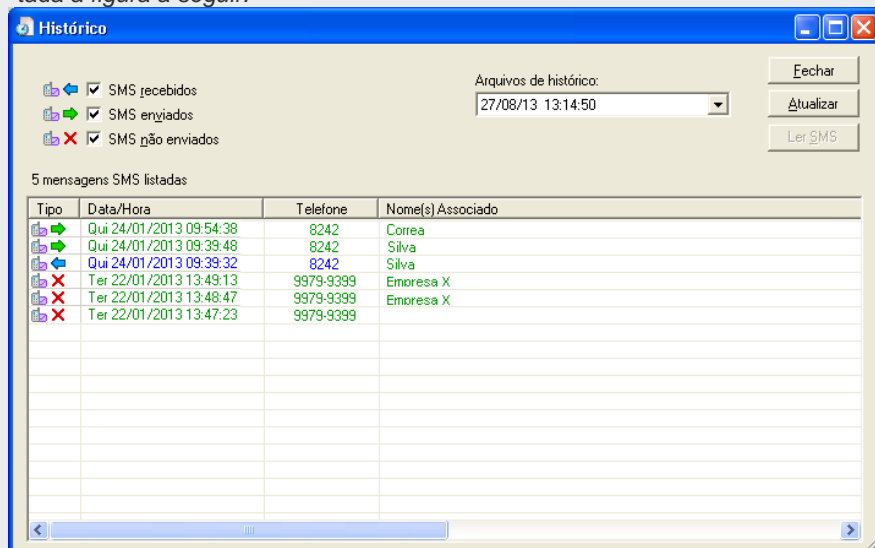 tada a figura a seguir.
Histórico
SMS recebidos
SMS enviados
SMS não enviados
Arquivos de histórico:
27/08/13 13:14:50
Fechar
Atualizar
Ler SMS
5 mensagens SMS listadas
Tipo Data/Hora Telefone Nome(s) Associado
Qui 24/01/2013 09:54:38 8242 Correa
Qui 24/01/2013 09:39:48 8242 Silva
Qui 24/01/2013 09:39:32 8242 Silva
Ter 22/01/2013 13:49:13 9979-9399 Empresa X
Ter 22/01/2013 13:48:47 9979-9399 Empresa X
Ter 22/01/2013 13:47:23 9979-9399